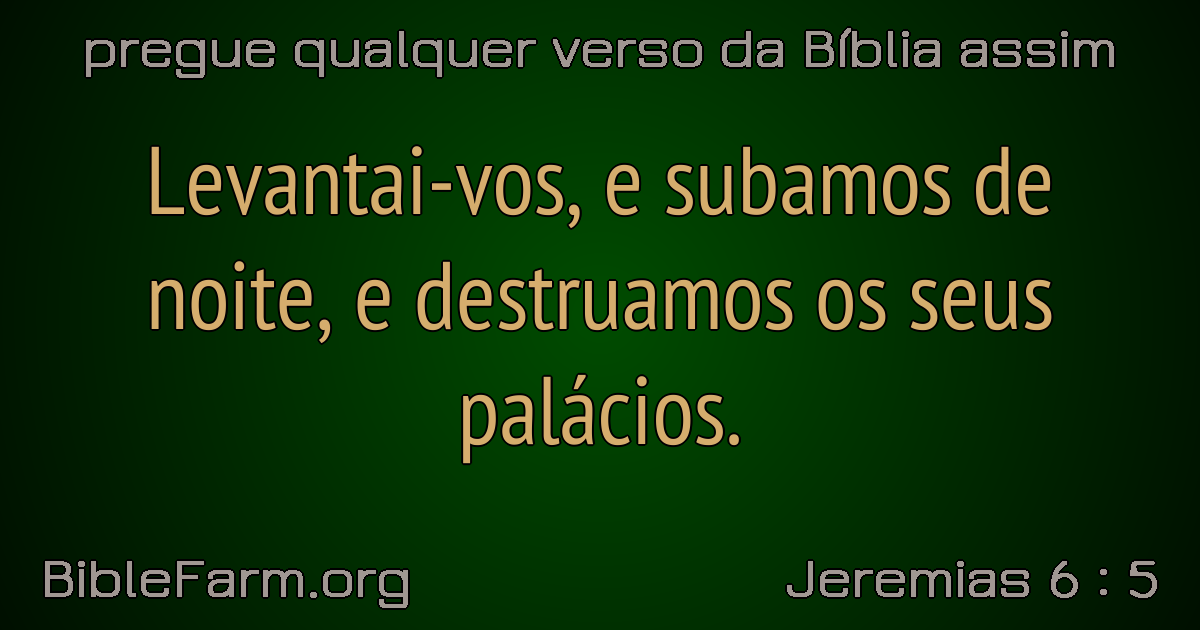 pregue qualquer verso da Bíblia assim
Levantai-vos, e subamos de
noite, e destruamos os seus
palácios.
BibleFarm.org
Jeremias 6 : 5